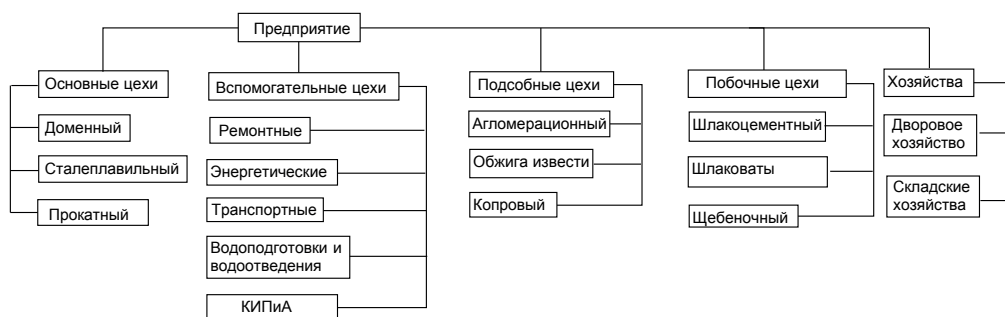 Предприятие
Основные цехи
Доменный
Сталеплавильный
Прокатный
Вспомогательные цехи
Ремонтные
Энергетические
Транспортные
Водоподготовки и
водоотведения
КИПиА
Подсобные цехи
Агломерационный
Обжига извести
Копровый
Побочные цехи
Шлакоцементный
Шлаковаты
Щебеночный
Хозяйства
Дворовое
хозяйство
Складские
хозяйства